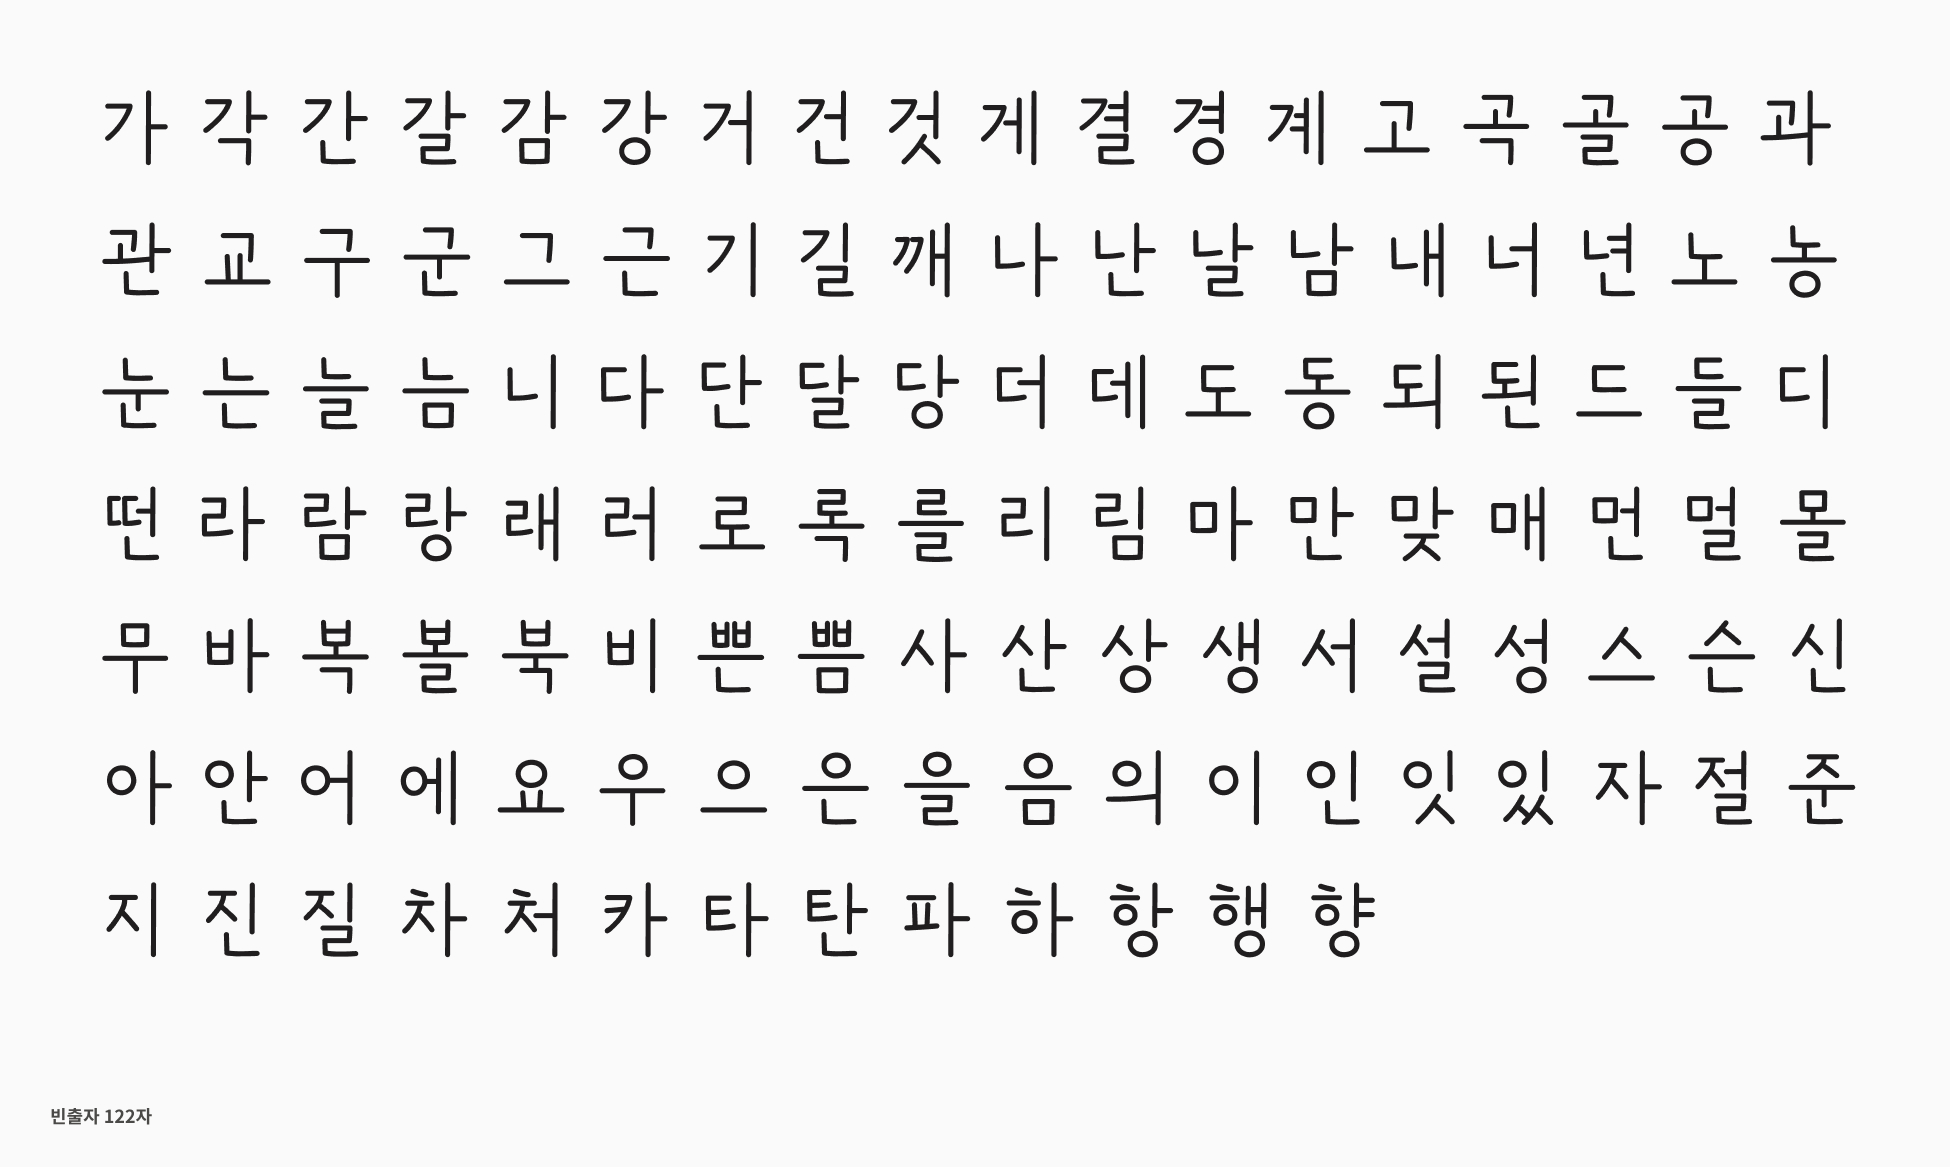 가 각 간 갈 감 강 거 건 것 게 결 경 계 고 곡 골 공 과
관 교 구 군 그 근 기 길 깨 나 난 날 남 내 너 년 노 농
눈 는 늘 늠 니 다 단 달 당 더 데 도 동 되 된 드 들 디
떤 라 람 랑 래 러 로 록 를 리 림 마 만 맞 매 먼 멀 몰
무 바 복 볼 북 비 쁜 쁨 사 산 상 생 서 설 성 스 슨 신
아 안 어 에 요 우 으 은 을 음 의 이 인 잇 있 자 절 준
지 진 질 차 처 카 타 탄 파 하 항 행 향
빈출자 122자